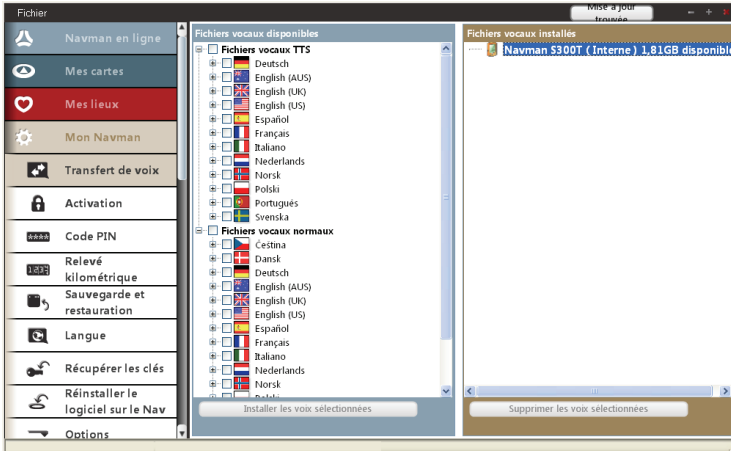 Fichier
Mise à jour
trouvée
Navman en ligne
Mes cartes
Mes lieux
Mon Navman
Transfert de voix
Activation
Code PIN
Relevé
kilométrique
Sauvegarde et
restauration
Langue
Récupérer les clés
Réinstaller le
logiciel sur le Nav
Options
Fichiers vocaux disponibles
Fichiers vocaux TTS
Deutsch
English (AUS)
English (UK)
English (US)
Español
Français
Italiano
Nederlands
Norsk
Polski
Português
Svenska
Fichiers vocaux normaux
Čeština
Dansk
Deutsch
English (AUS)
English (UK)
English (US)
Español
Français
Italiano
Nederlands
Norsk
Polski
Installer les voix sélectionnées
Fichiers vocaux installés
Navman S300T ( Interne ) 1,81GB disponible
Supprimer les voix sélectionnées